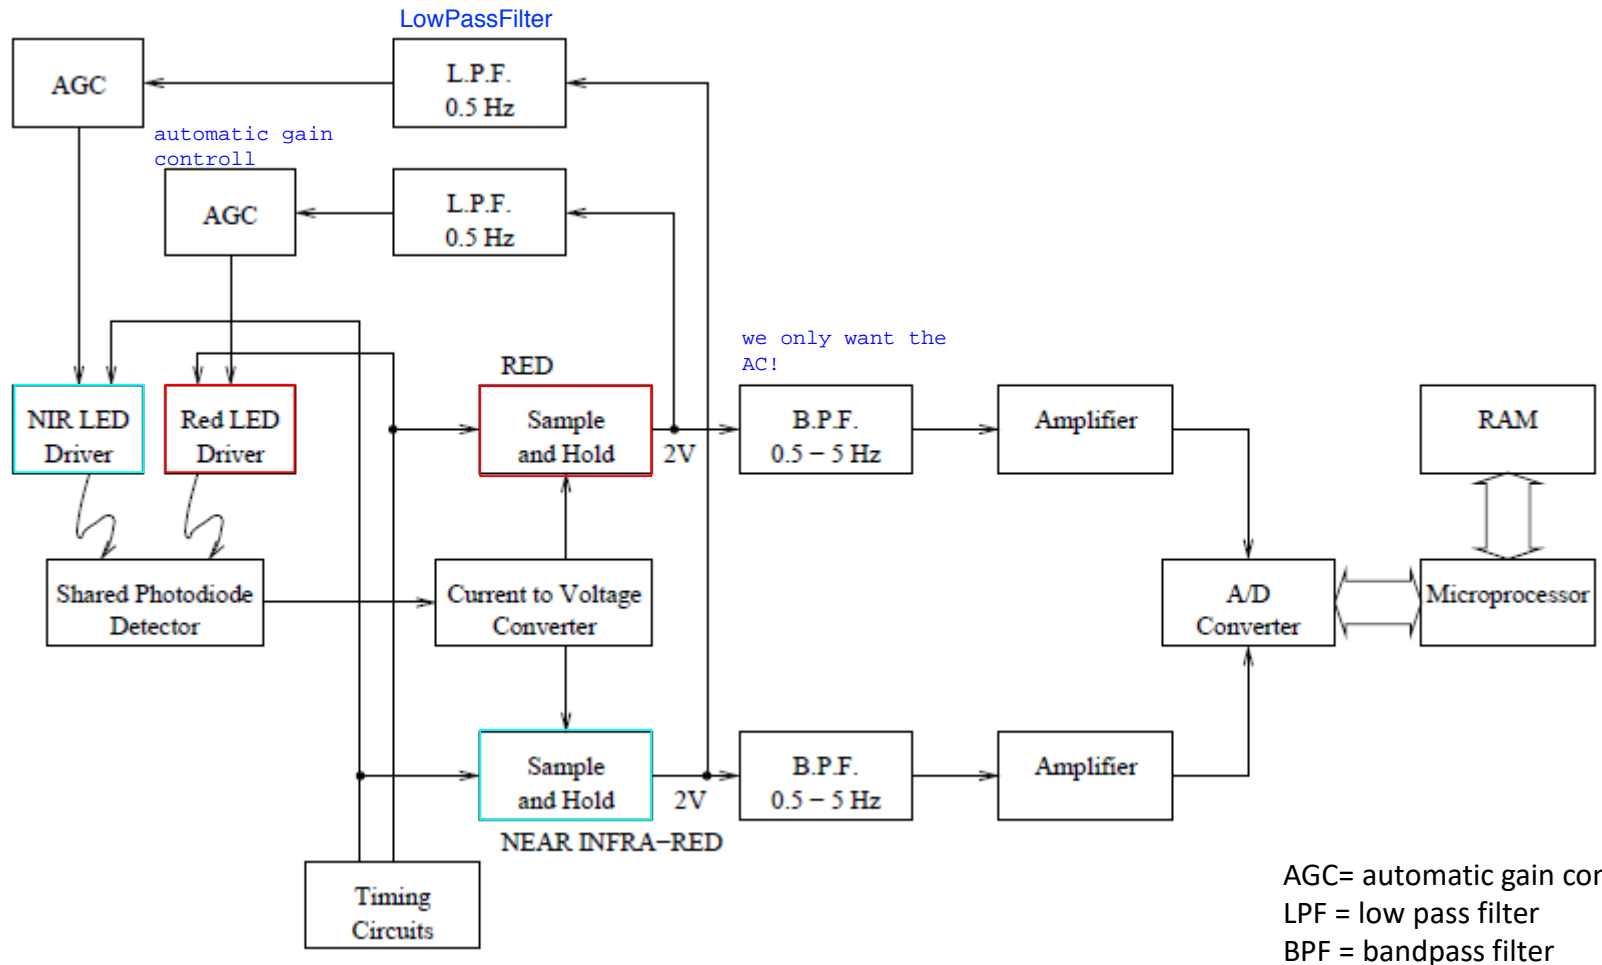 LowPassFilter
AGC
L.P.F.
0.5 Hz
automatic gain
controll
AGC
L.P.F.
0.5 Hz
we only want the
AC!
RED
NIR LED
Driver
Red LED
Driver
Sample
and Hold
2V
B.P.F.
0.5 − 5 Hz
Amplifier
RAM
Shared Photodiode
Detector
Current to Voltage
Converter
A/D
Converter
Microprocessor
Sample
and Hold
2V
B.P.F.
0.5 − 5 Hz
Amplifier
NEAR INFRA−RED
Timing
Circuits
AGC= automatic gain
LPF = low pass filter
BPF = bandpass filter